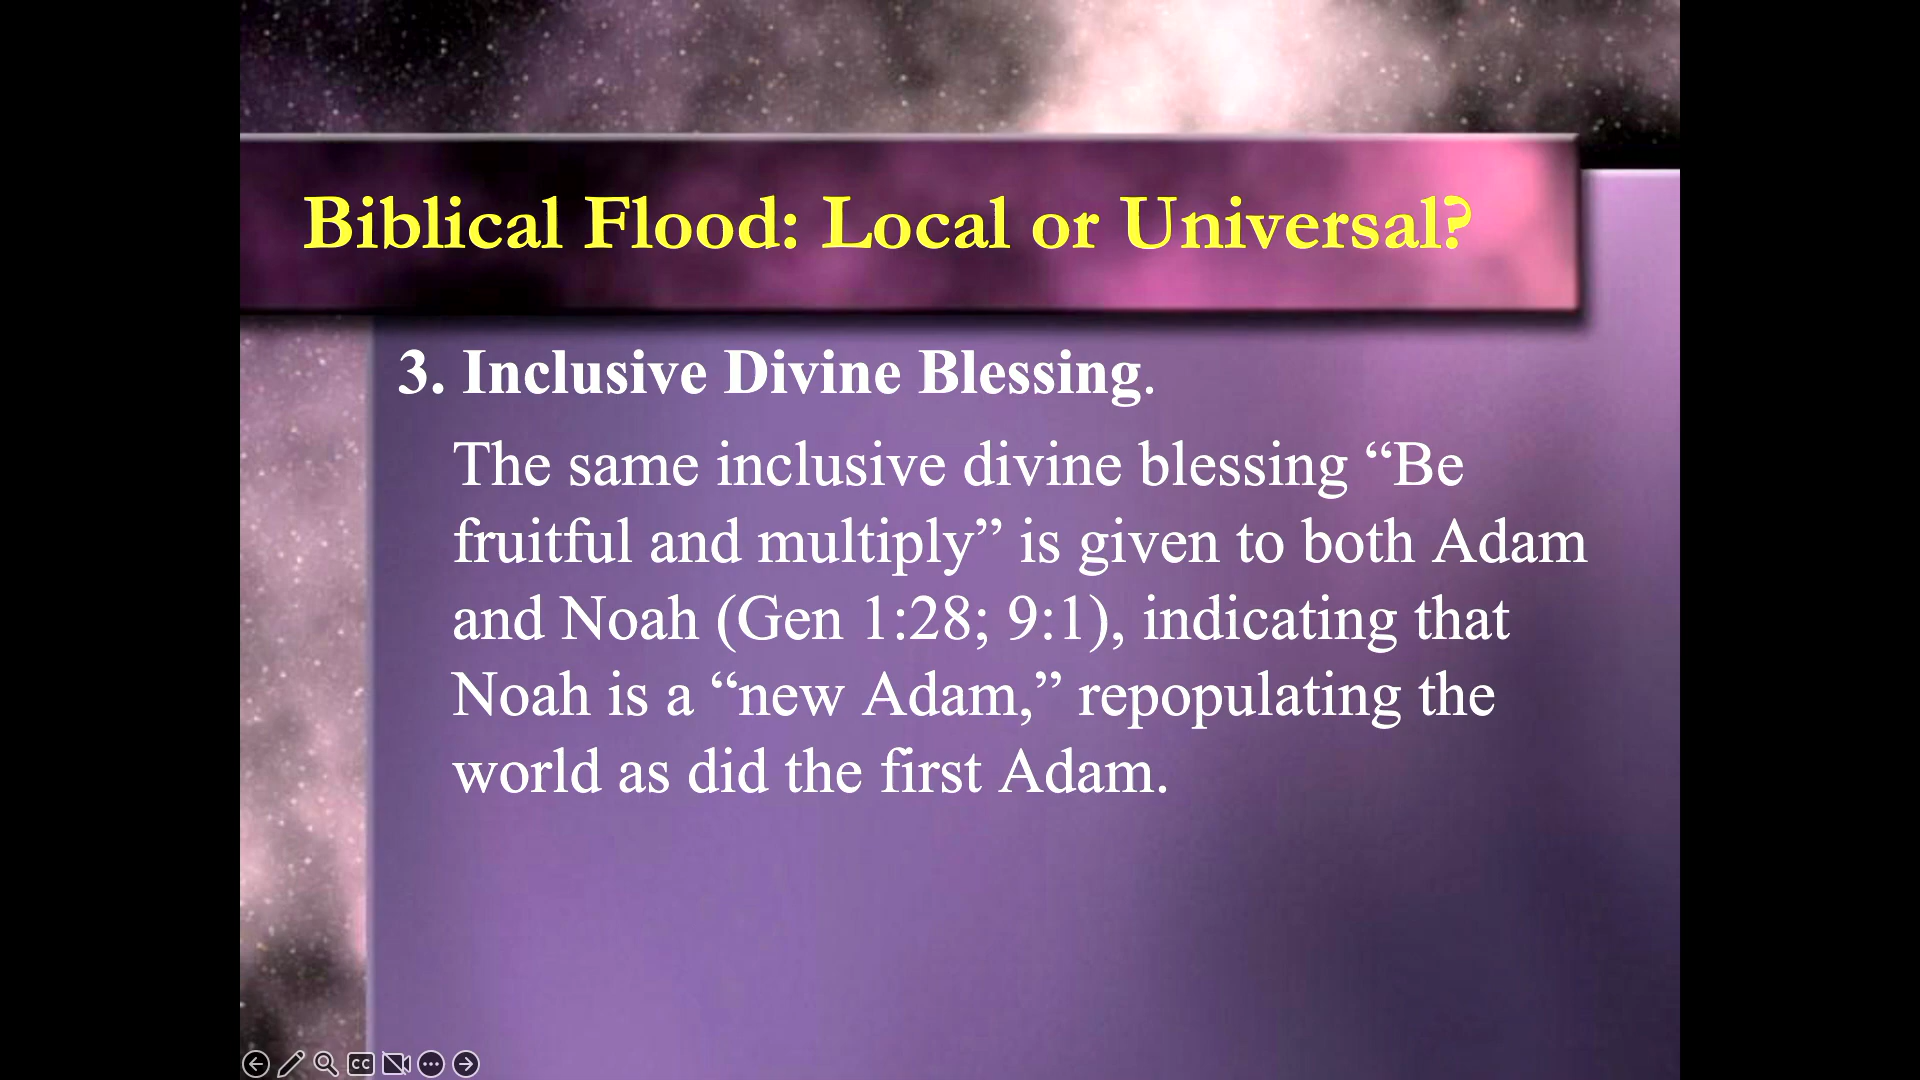 Biblical Flood: Local or Universal?
3. Inclusive Divine Blessing.
The same inclusive divine blessing “Be
fruitful and multiply” is given to both Adam
and Noah (Gen 1:28; 9:1), indicating that
Noah is a “new Adam,” repopulating the
world as did the first Adam.
CC